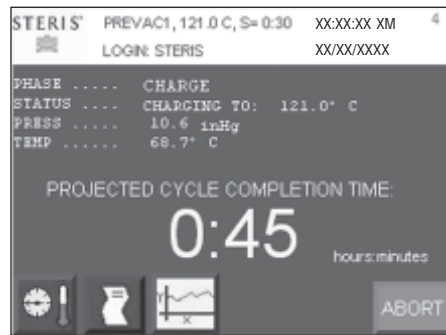 STERIS® PREVAC1, 121.0 C, S= 0:30 XX:XX:XX XM 4
LOGIN: STERIS XX/XX/XXXX
PHASE ..... CHARGE
STATUS .... CHARGING TO: 121.0° C
PRESS ..... 10.6 inHg
TEMP ...... 68.7° C
PROJECTED CYCLE COMPLETION TIME:
0:45
hours:minutes
X
ABORT